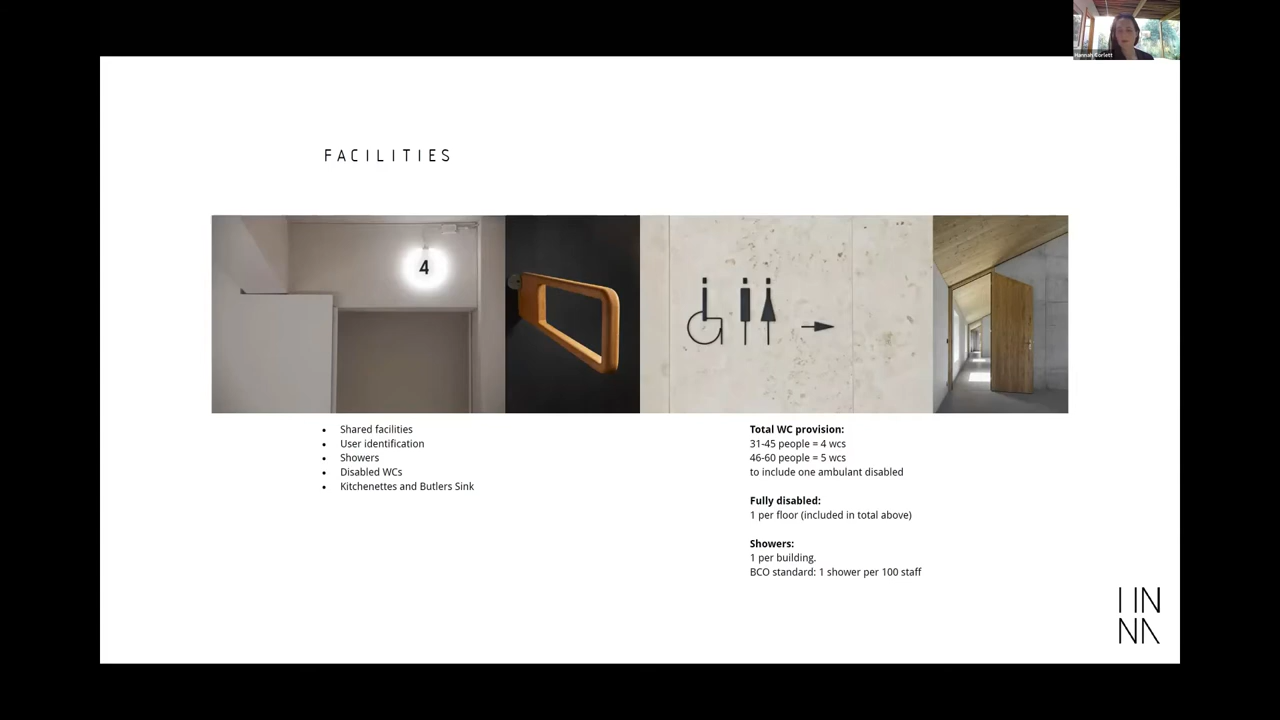 Hannah Corlett
FACILITIES
4
Shared facilities
User identification
Showers
Disabled WCs
Kitchenettes and Butlers Sink
Total WC provision:
31-45 people = 4 wcs
46-60 people = 5 wcs
to include one ambulant disabled
Fully disabled:
1 per floor (included in total above)
Showers:
1 per building.
BCO standard: 1 shower per 100 staff